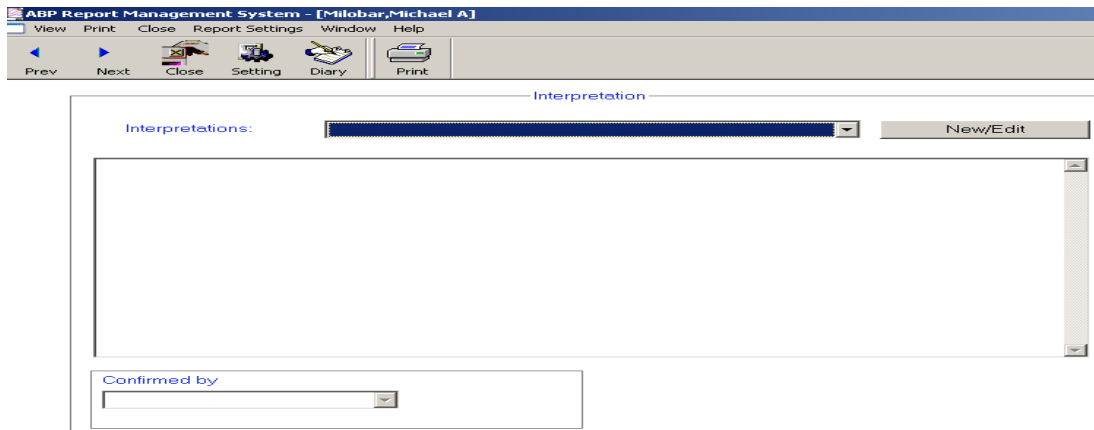 ABP Report Management System - [Milobar,Michael A]
View Print Close Report Settings Window Help
Prev Next Close Setting Diary Print
Interpretation
Interpretations: New/Edit
Confirmed by